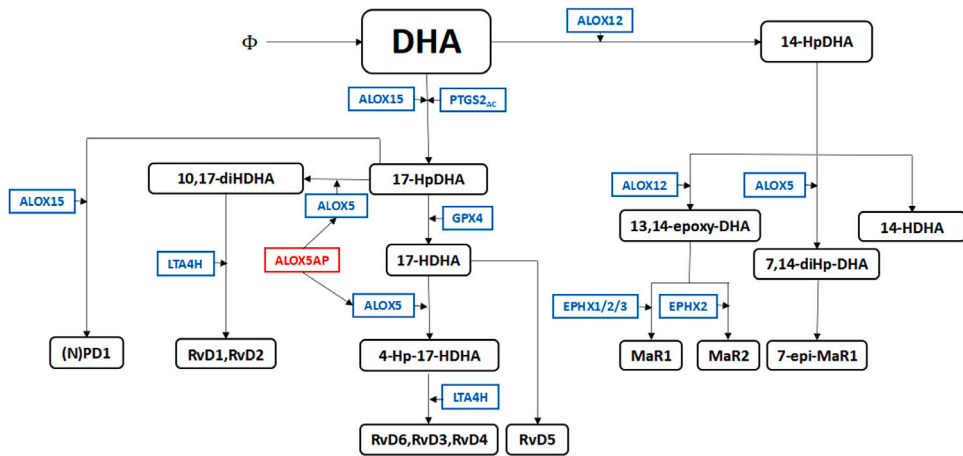 ALOX12
Φ
DHA
14-HpDHA
ALOX15
PTGS2AC
10,17-diHDHA
17-HpDHA
ALOX15
ALOX5
GPX4
ALOX12
ALOX5
13,14-epoxy-DHA
14-HDHA
LTA4H
ALOX5AP
17-HDHA
7,14-diHp-DHA
ALOX5
EPHX1/2/3
EPHX2
(N)PD1
RvD1,RvD2
4-Hp-17-HDHA
MaR1
MaR2
7-epi-MaR1
LTA4H
RvD6,RvD3,RvD4
RvD5